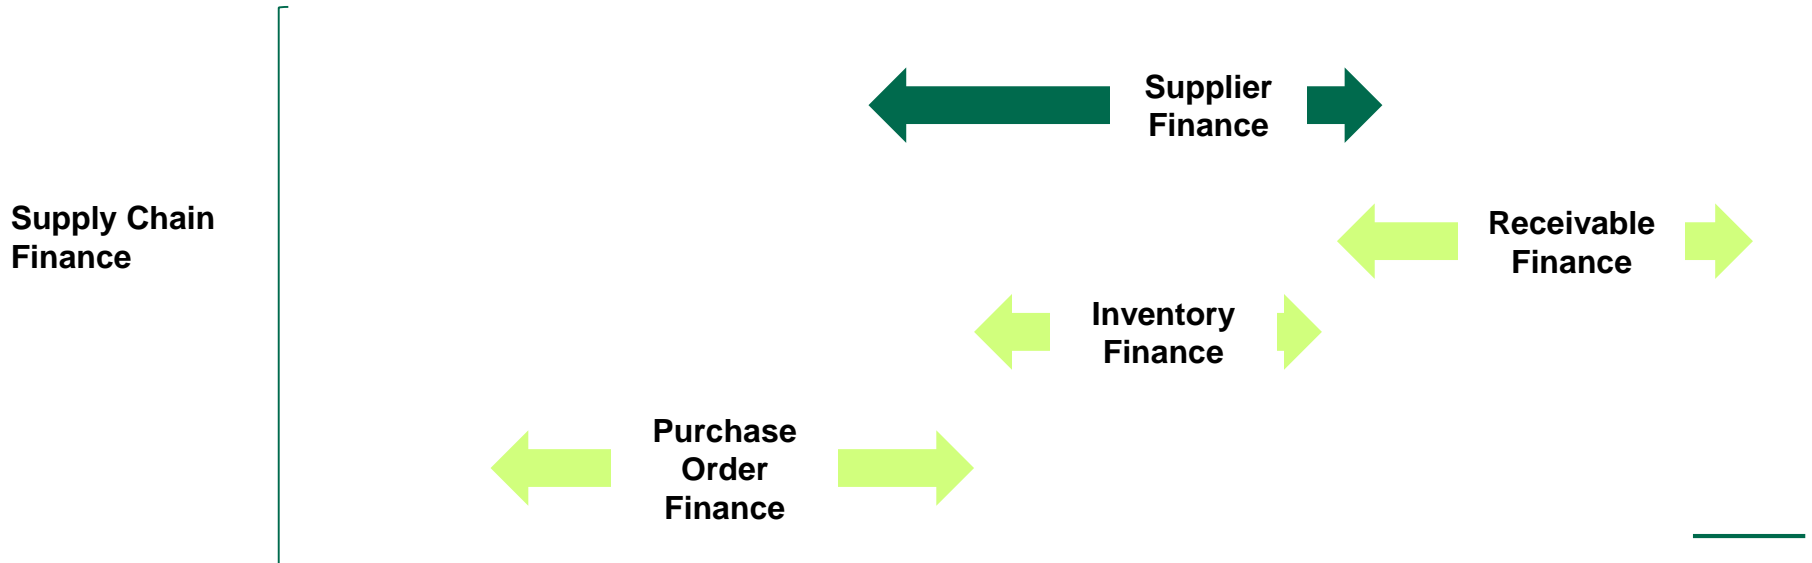 Supplier
Finance
Supply Chain
Finance
Receivable
Finance
Inventory
Finance
Purchase
Order
Finance